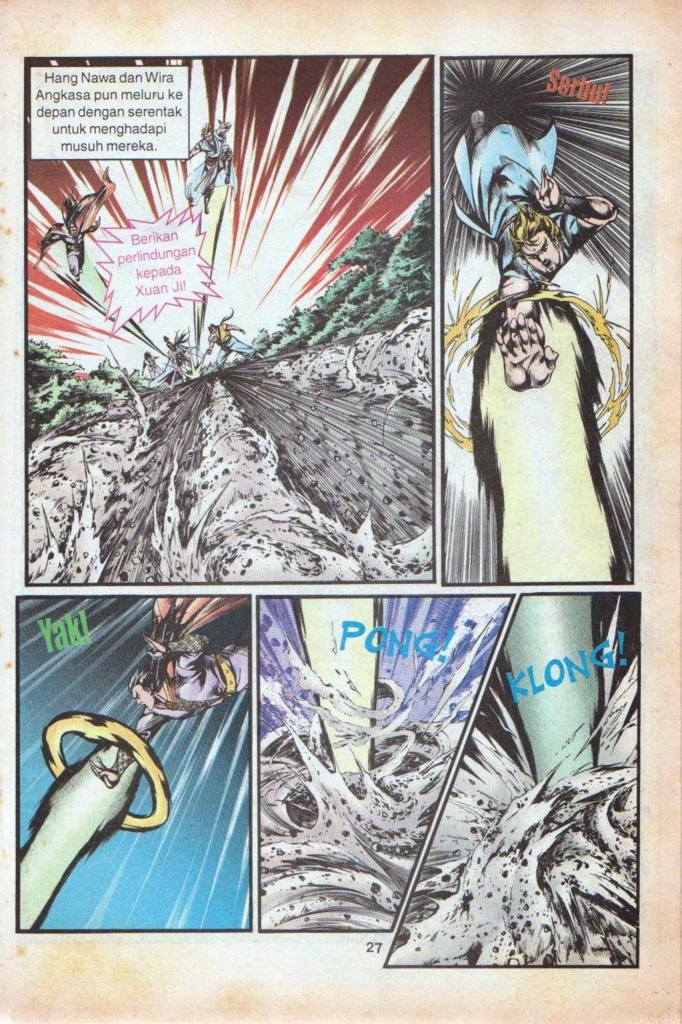 Hang Nawa dan Wira
Angkasa pun meluru ke
depan dengan serentak
untuk menghadapi
musuh mereka.
Berikan
perlindungan
kepada
Xuan Ji!
Serbu!
Yak!
PONG!
KLONG!
27